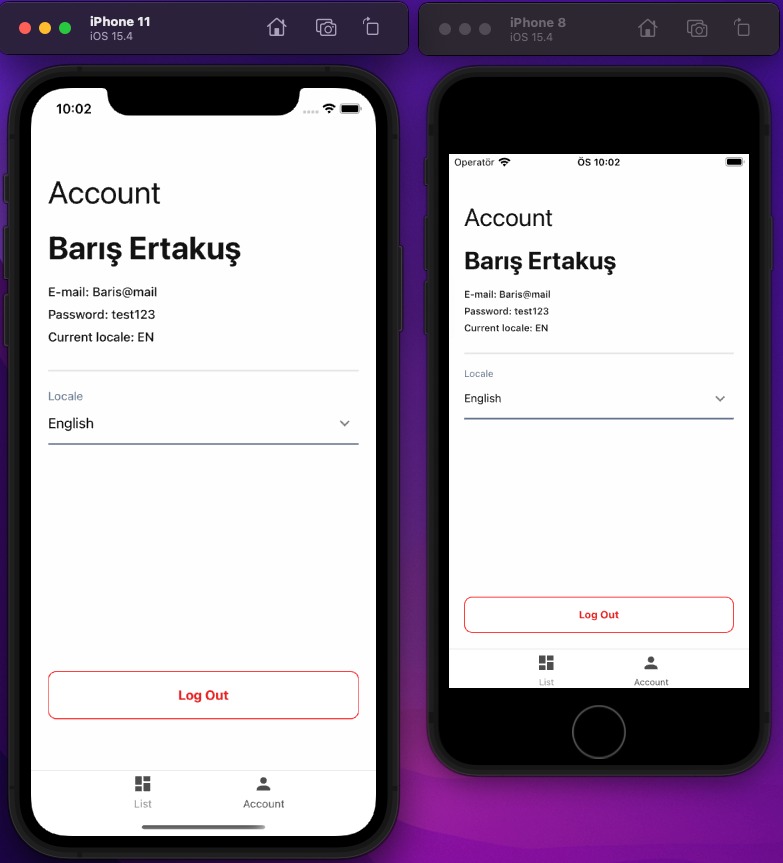 iPhone 11
iOS 15.4
10:02
Account
Barış Ertakuş
E-mail: Baris@mail
Password: test123
Current locale: EN
Locale
English
Log Out
List
Account
iPhone 8
iOS 15.4
Operatör
ÖS 10:02
Account
Barış Ertakuş
E-mail: Baris@mail
Password: test123
Current locale: EN
Locale
English
Log Out
List
Account